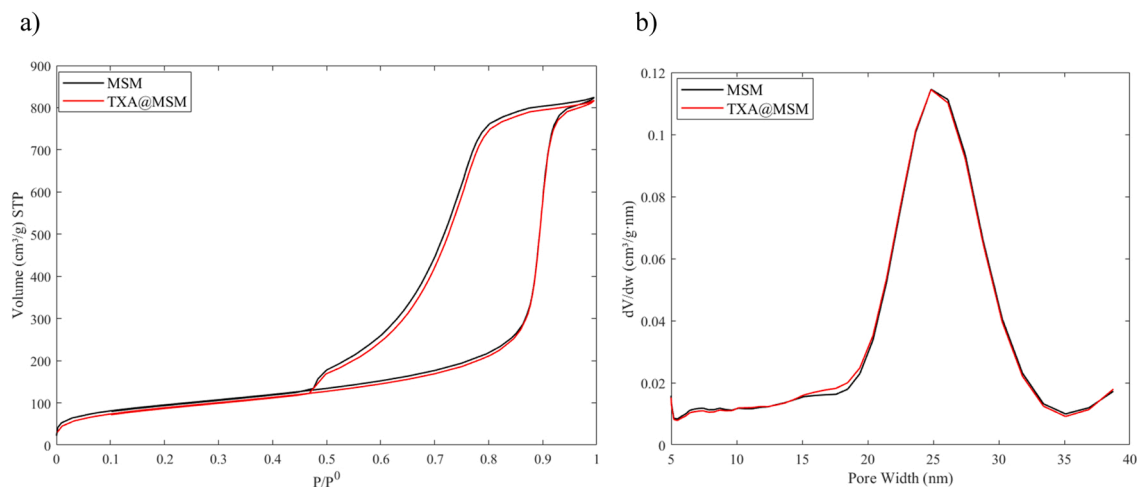 a)
900
800
700
600
500
400
300
200
100
0
Volume (cm³/g) STP
MSM
TXA@MSM
0 0.1 0.2 0.3 0.4 0.5 0.6 0.7 0.8 0.9 1
P/P⁰
b)
0.12
0.1
0.08
0.06
0.04
0.02
0
dV/dw (cm³/g·nm)
MSM
TXA@MSM
5 10 15 20 25 30 35 40
Pore Width (nm)